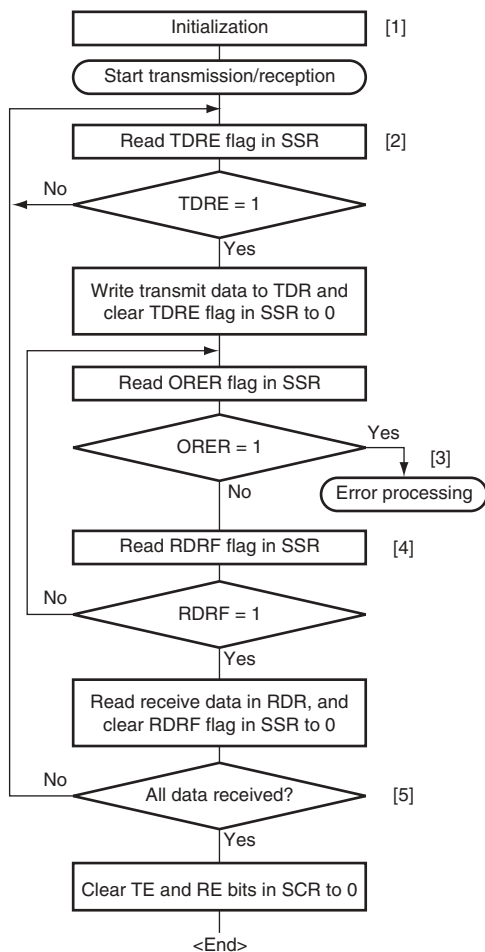 Initialization
[1]
Start transmission/reception
Read TDRE flag in SSR
[2]
No
TDRE = 1
Yes
Write transmit data to TDR and
clear TDRE flag in SSR to 0
Read ORER flag in SSR
ORER = 1
Yes
[3]
No
Error processing
Read RDRF flag in SSR
[4]
No
RDRF = 1
Yes
Read receive data in RDR, and
clear RDRF flag in SSR to 0
No
All data received?
[5]
Yes
Clear TE and RE bits in SCR to 0
<End>